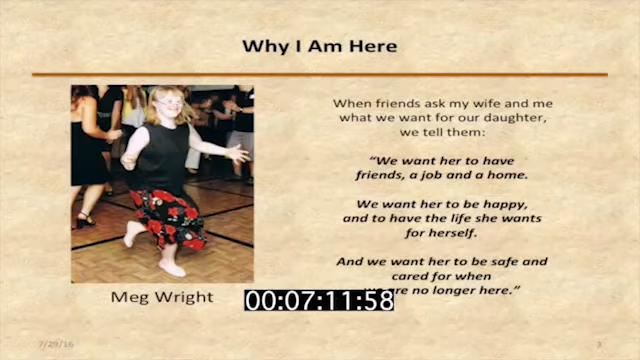 Why I Am Here
When friends ask my wife and me
what we want for our daughter,
we tell them:
“We want her to have
friends, a job and a home.
We want her to be happy,
and to have the life she wants
for herself.
And we want her to be safe and
cared for when
are no longer here.”
Meg Wright
00:07:11:58
7/29/16
3